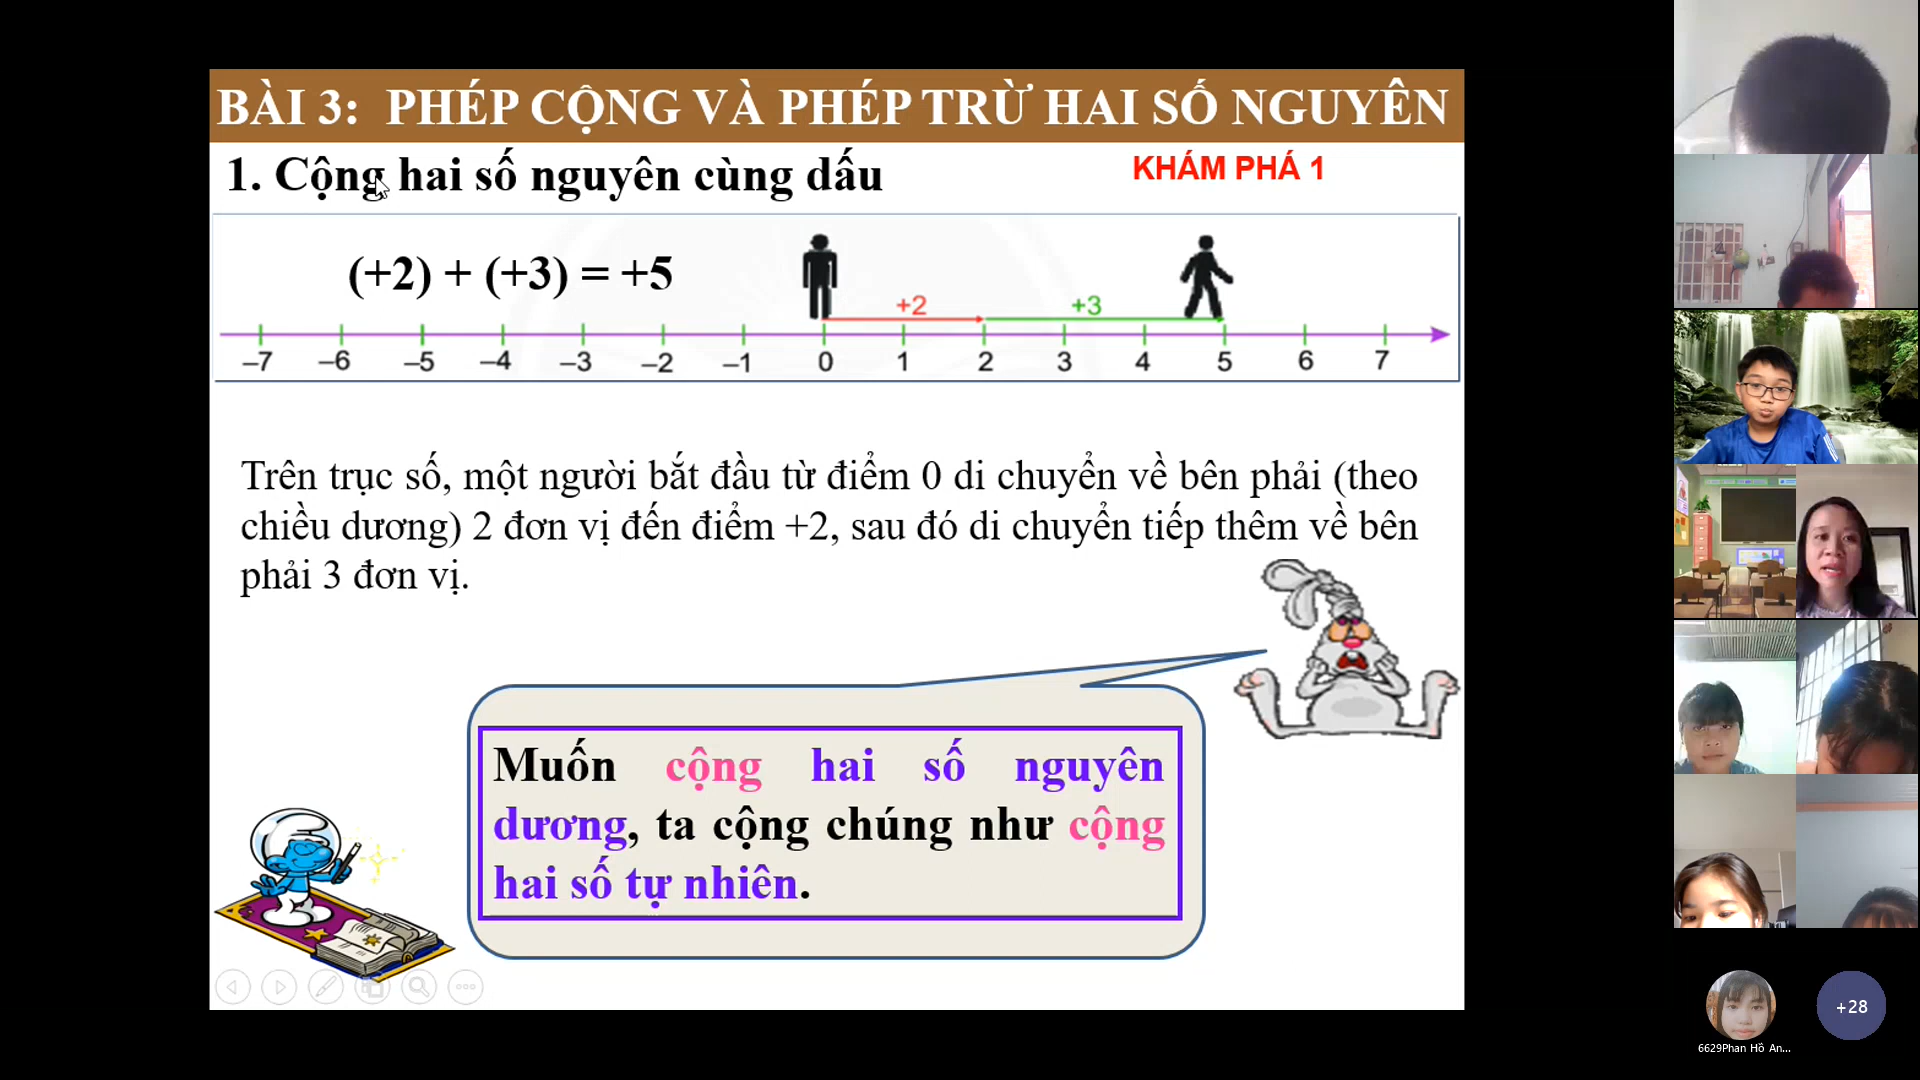 BÀI 3: PHÉP CỘNG VÀ PHÉP TRỪ HAI SỐ NGUYÊN
1. Cộng hai số nguyên cùng dấu
KHÁM PHÁ 1
(+2) + (+3) = +5
+2
+3
–7 –6 –5 –4 –3 –2 –1 0 1 2 3 4 5 6 7
Trên trục số, một người bắt đầu từ điểm 0 di chuyển về bên phải (theo
chiều dương) 2 đơn vị đến điểm +2, sau đó di chuyển tiếp thêm về bên
phải 3 đơn vị.
Muốn cộng hai số nguyên
dương, ta cộng chúng như cộng
hai số tự nhiên.
+28
6629Phan Hồ An...